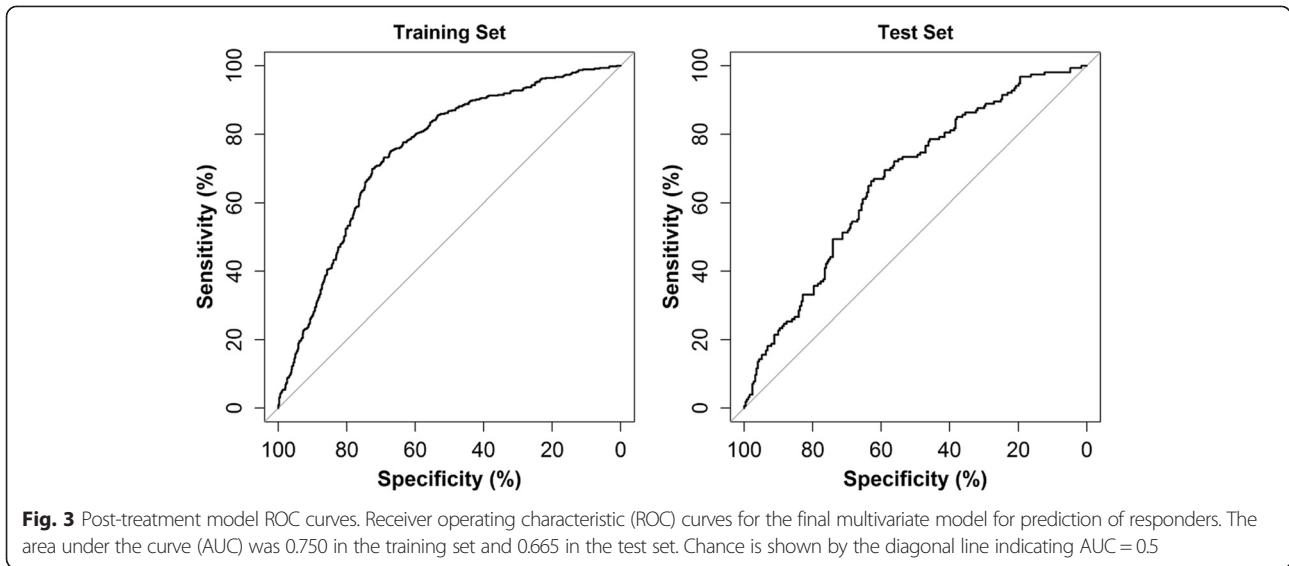 Training Set
Test Set
Sensitivity (%)
100
80
60
40
20
0
100 80 60 40 20 0
Specificity (%)
Sensitivity (%)
100
80
60
40
20
0
100 80 60 40 20 0
Specificity (%)
Fig. 3 Post-treatment model ROC curves. Receiver operating characteristic (ROC) curves for the final multivariate model for prediction of responders. The
area under the curve (AUC) was 0.750 in the training set and 0.665 in the test set. Chance is shown by the diagonal line indicating AUC = 0.5